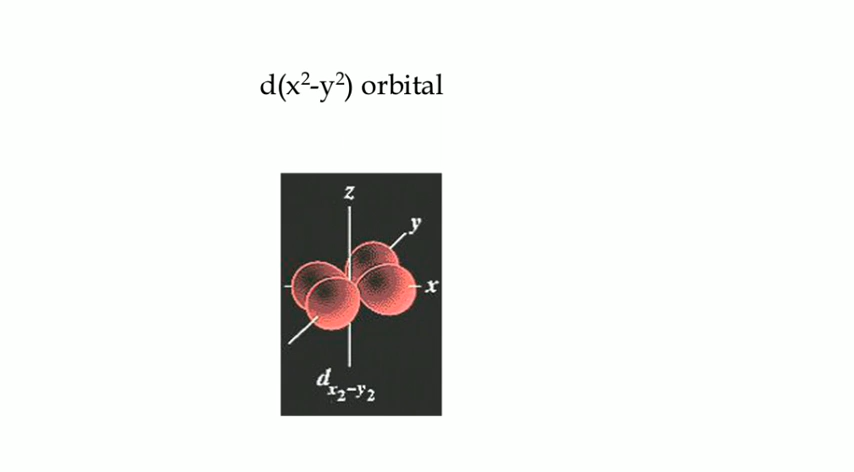 d(x²-y²) orbital
z
y
x
dₓ₂₋y₂